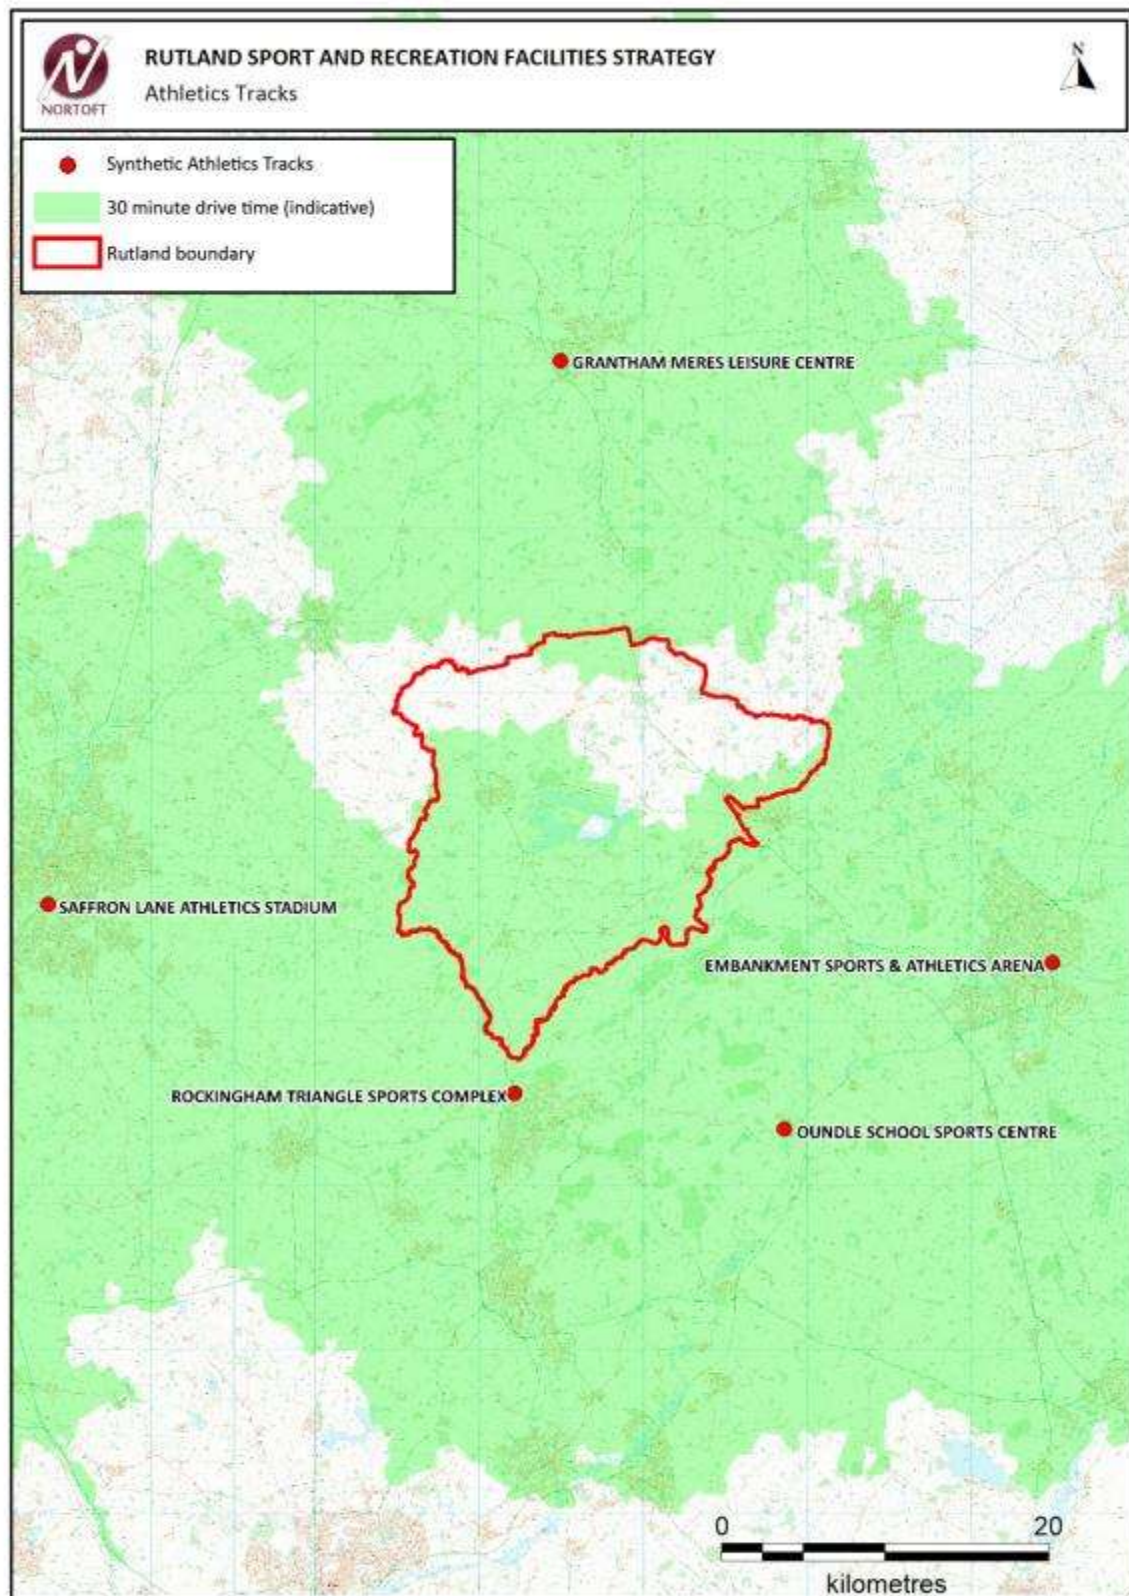 RUTLAND SPORT AND RECREATION FACILITIES STRATEGY
Athletics Tracks
N
NORTOFT
Synthetic Athletics Tracks
30 minute drive time (indicative)
Rutland boundary
GRANTHAM MERES LEISURE CENTRE
SAFFRON LANE ATHLETICS STADIUM
EMBANKMENT SPORTS & ATHLETICS ARENA
ROCKINGHAM TRIANGLE SPORTS COMPLEX
OUNDLE SCHOOL SPORTS CENTRE
0 20
kilometres